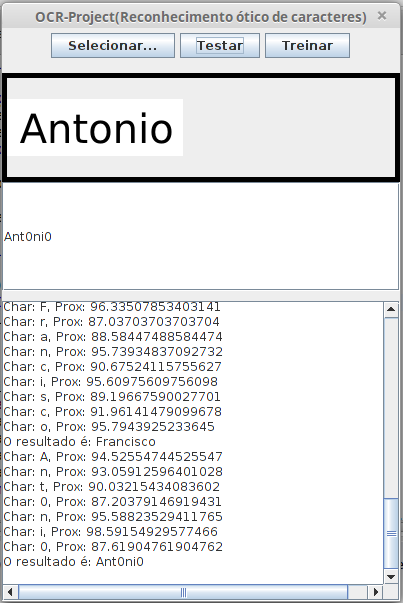 OCR-Project(Reconhecimento ótico de caracteres)
Selecionar... Testar Treinar
Antonio
Ant0ni0
Char: F, Prox: 96.33507853403141
Char: r, Prox: 87.03703703703704
Char: a, Prox: 88.58447488584474
Char: n, Prox: 95.73934837092732
Char: c, Prox: 90.67524115755627
Char: i, Prox: 95.60975609756098
Char: s, Prox: 89.19667590027701
Char: c, Prox: 91.96141479099678
Char: o, Prox: 95.7943925233645
O resultado é: Francisco
Char: A, Prox: 94.52554744525547
Char: n, Prox: 93.05912596401028
Char: t, Prox: 90.03215434083602
Char: 0, Prox: 87.20379146919431
Char: n, Prox: 95.58823529411765
Char: i, Prox: 98.59154929577466
Char: 0, Prox: 87.61904761904762
O resultado é: Ant0ni0